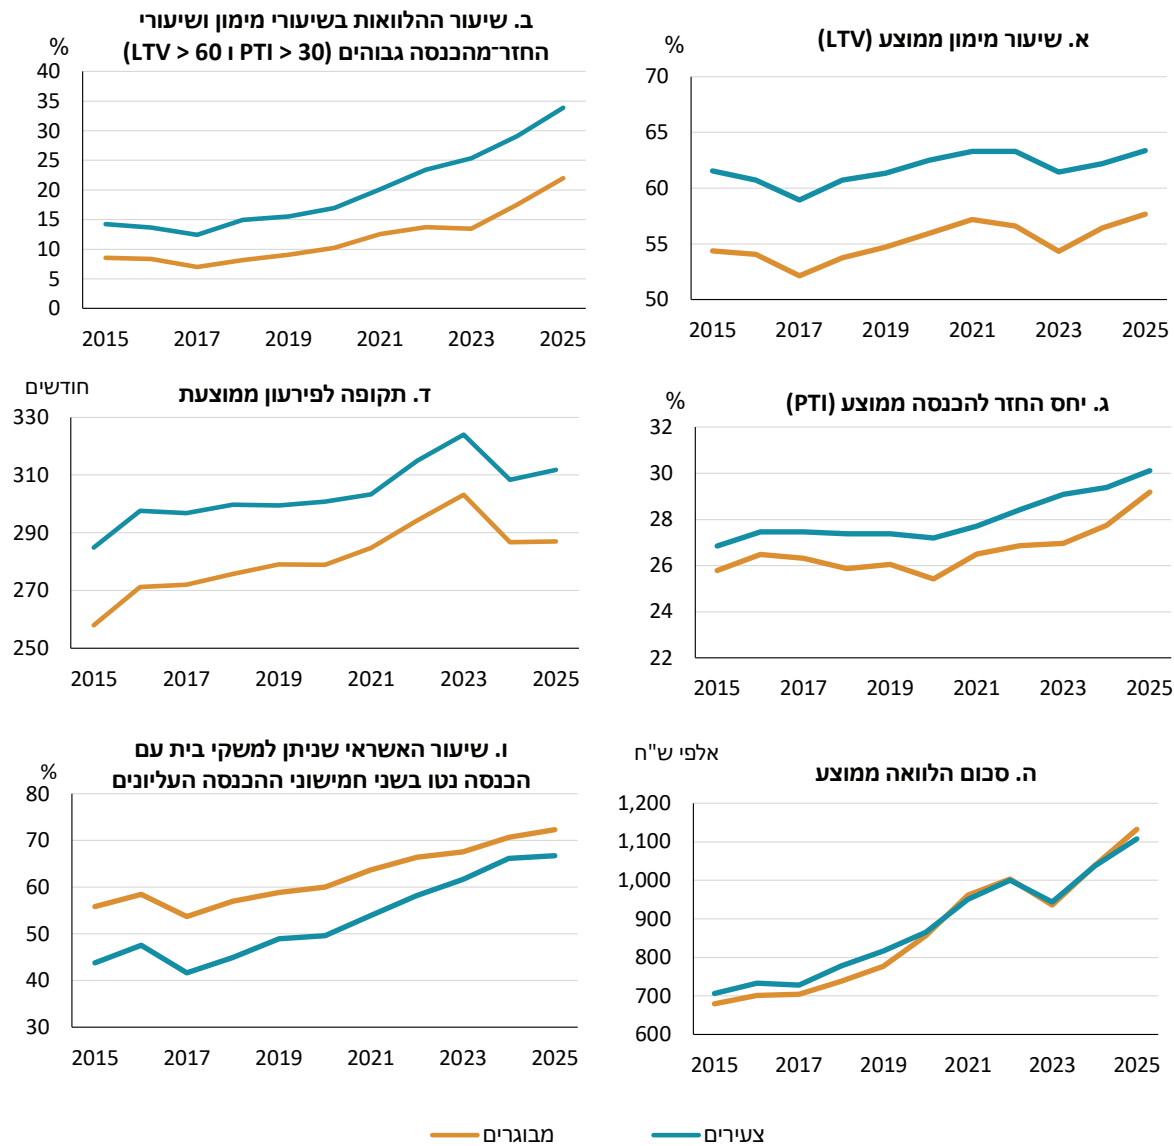 א. שיעור מימון ממוצע (LTV)
%
70
65
60
55
50
2015 2017 2019 2021 2023 2025
ב. שיעור ההלוואות בשיעורי מימון ושיעורי
החזר־מהכנסה גבוהים (PTI > 30 ו LTV > 60)
%
40
35
30
25
20
15
10
5
0
2015 2017 2019 2021 2023 2025
ג. יחס החזר להכנסה ממוצע (PTI)
%
32
30
28
26
24
22
2015 2017 2019 2021 2023 2025
ד. תקופה לפירעון ממוצעת
חודשים
330
310
290
270
250
2015 2017 2019 2021 2023 2025
ה. סכום הלוואה ממוצע
אלפי ש"ח
1,200
1,100
1,000
900
800
700
600
2015 2017 2019 2021 2023 2025
ו. שיעור האשראי שניתן למשקי בית עם
הכנסה נטו בשני חמישוני ההכנסה העליונים
%
80
70
60
50
40
30
2015 2017 2019 2021 2023 2025
צעירים
מבוגרים